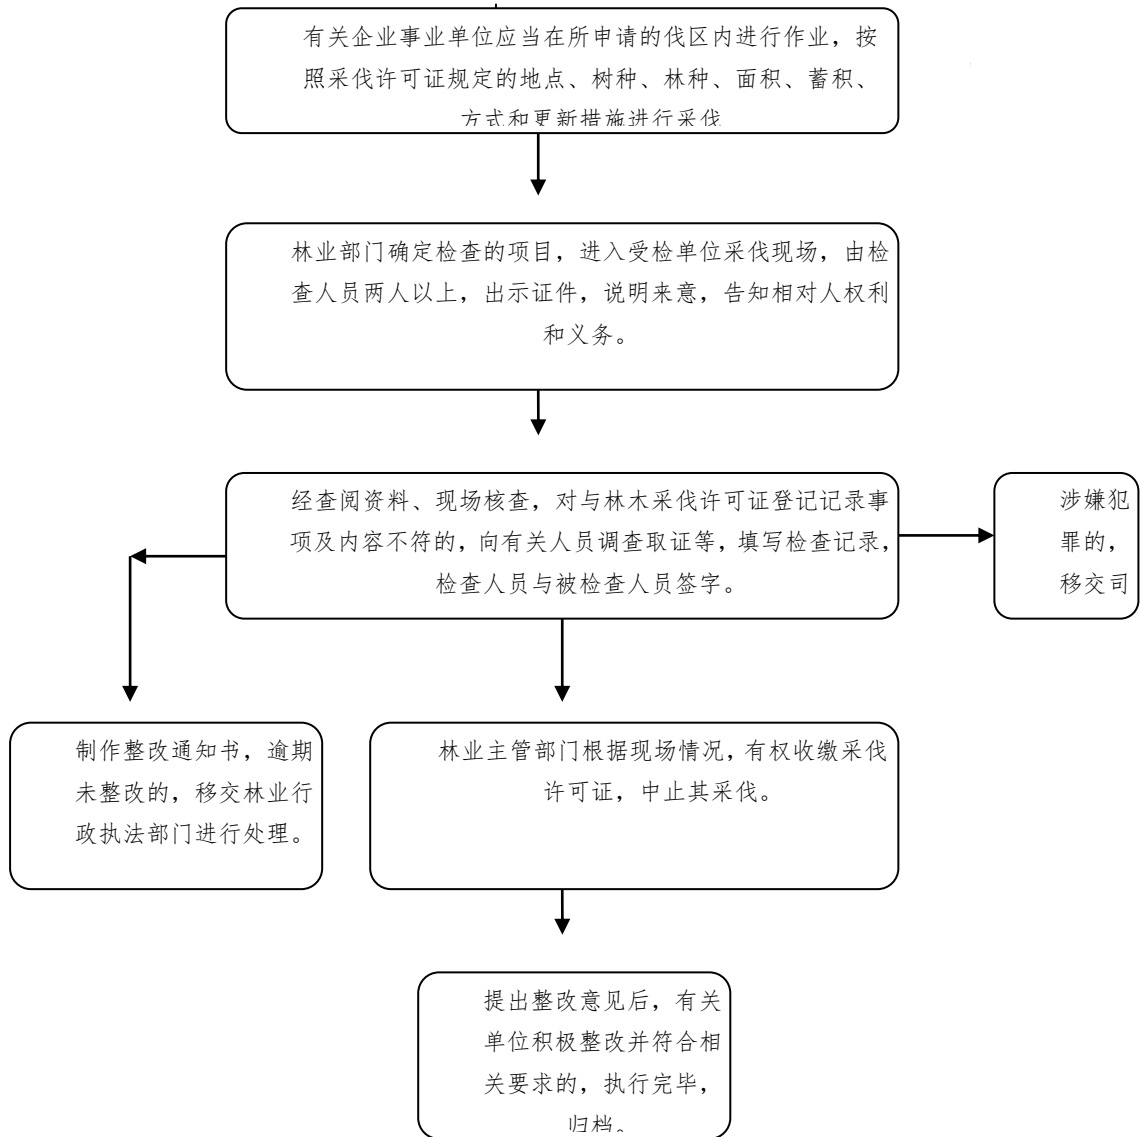 有关企业事业单位应当在所申请的伐区内进行作业，按
照采伐许可证规定的地点、树种、林种、面积、蓄积、
方式和更新措施进行采伐
林业部门确定检查的项目，进入受检单位采伐现场，由检
查人员两人以上，出示证件，说明来意，告知相对人权利
和义务。
经查阅资料、现场核查，对与林木采伐许可证登记记录事
项及内容不符的，向有关人员调查取证等，填写检查记录，
检查人员与被检查人员签字。
涉嫌犯
罪的，
移交司
制作整改通知书，逾期
未整改的，移交林业行
政执法部门进行处理。
林业主管部门根据现场情况，有权收缴采伐
许可证，中止其采伐。
提出整改意见后，有关
单位积极整改并符合相
关要求的，执行完毕，
归档。